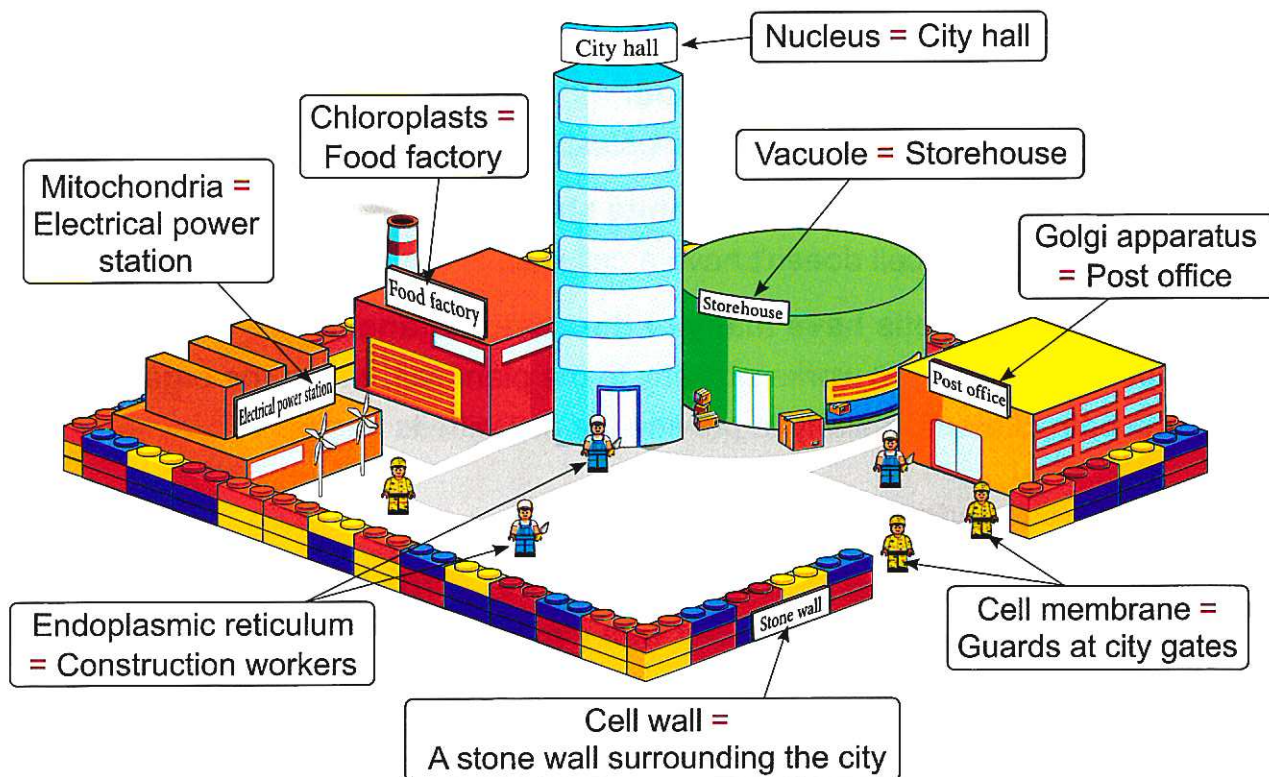 City hall
Nucleus = City hall
Chloroplasts =
Food factory
Vacuole = Storehouse
Mitochondria =
Electrical power
station
Golgi apparatus
= Post office
Food factory
Storehouse
Electrical power station
Post office
Endoplasmic reticulum
= Construction workers
Stone wall
Cell membrane =
Guards at city gates
Cell wall =
A stone wall surrounding the city